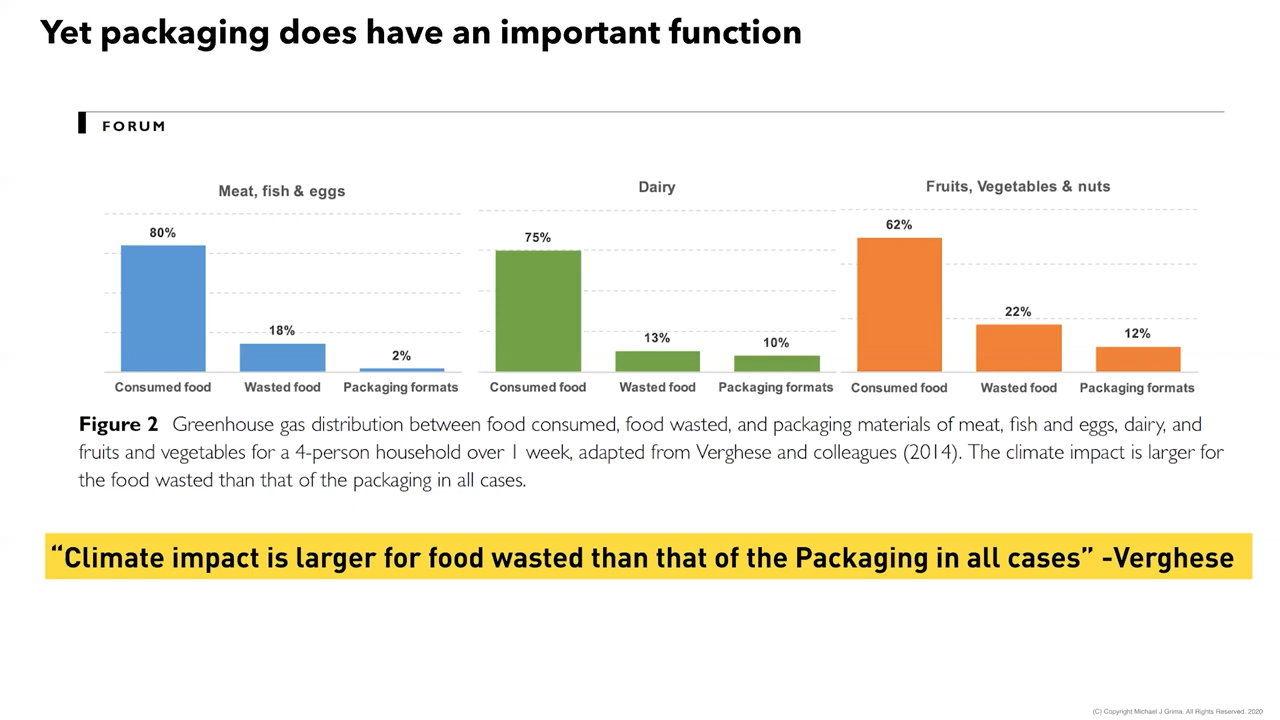 Yet packaging does have an important function
FORUM
Meat, fish & eggs
80%
18%
2%
Consumed food
Wasted food
Packaging formats
Dairy
75%
13%
10%
Consumed food
Wasted food
Packaging formats
Fruits, Vegetables & nuts
62%
22%
12%
Consumed food
Wasted food
Packaging formats
Figure 2 Greenhouse gas distribution between food consumed, food wasted, and packaging materials of meat, fish and eggs, dairy, and
fruits and vegetables for a 4-person household over 1 week, adapted from Verghese and colleagues (2014). The climate impact is larger for
the food wasted than that of the packaging in all cases.
“Climate impact is larger for food wasted than that of the Packaging in all cases” -Verghese
(C) Copyright Michael J Grima. All Rights Reserved. 2020